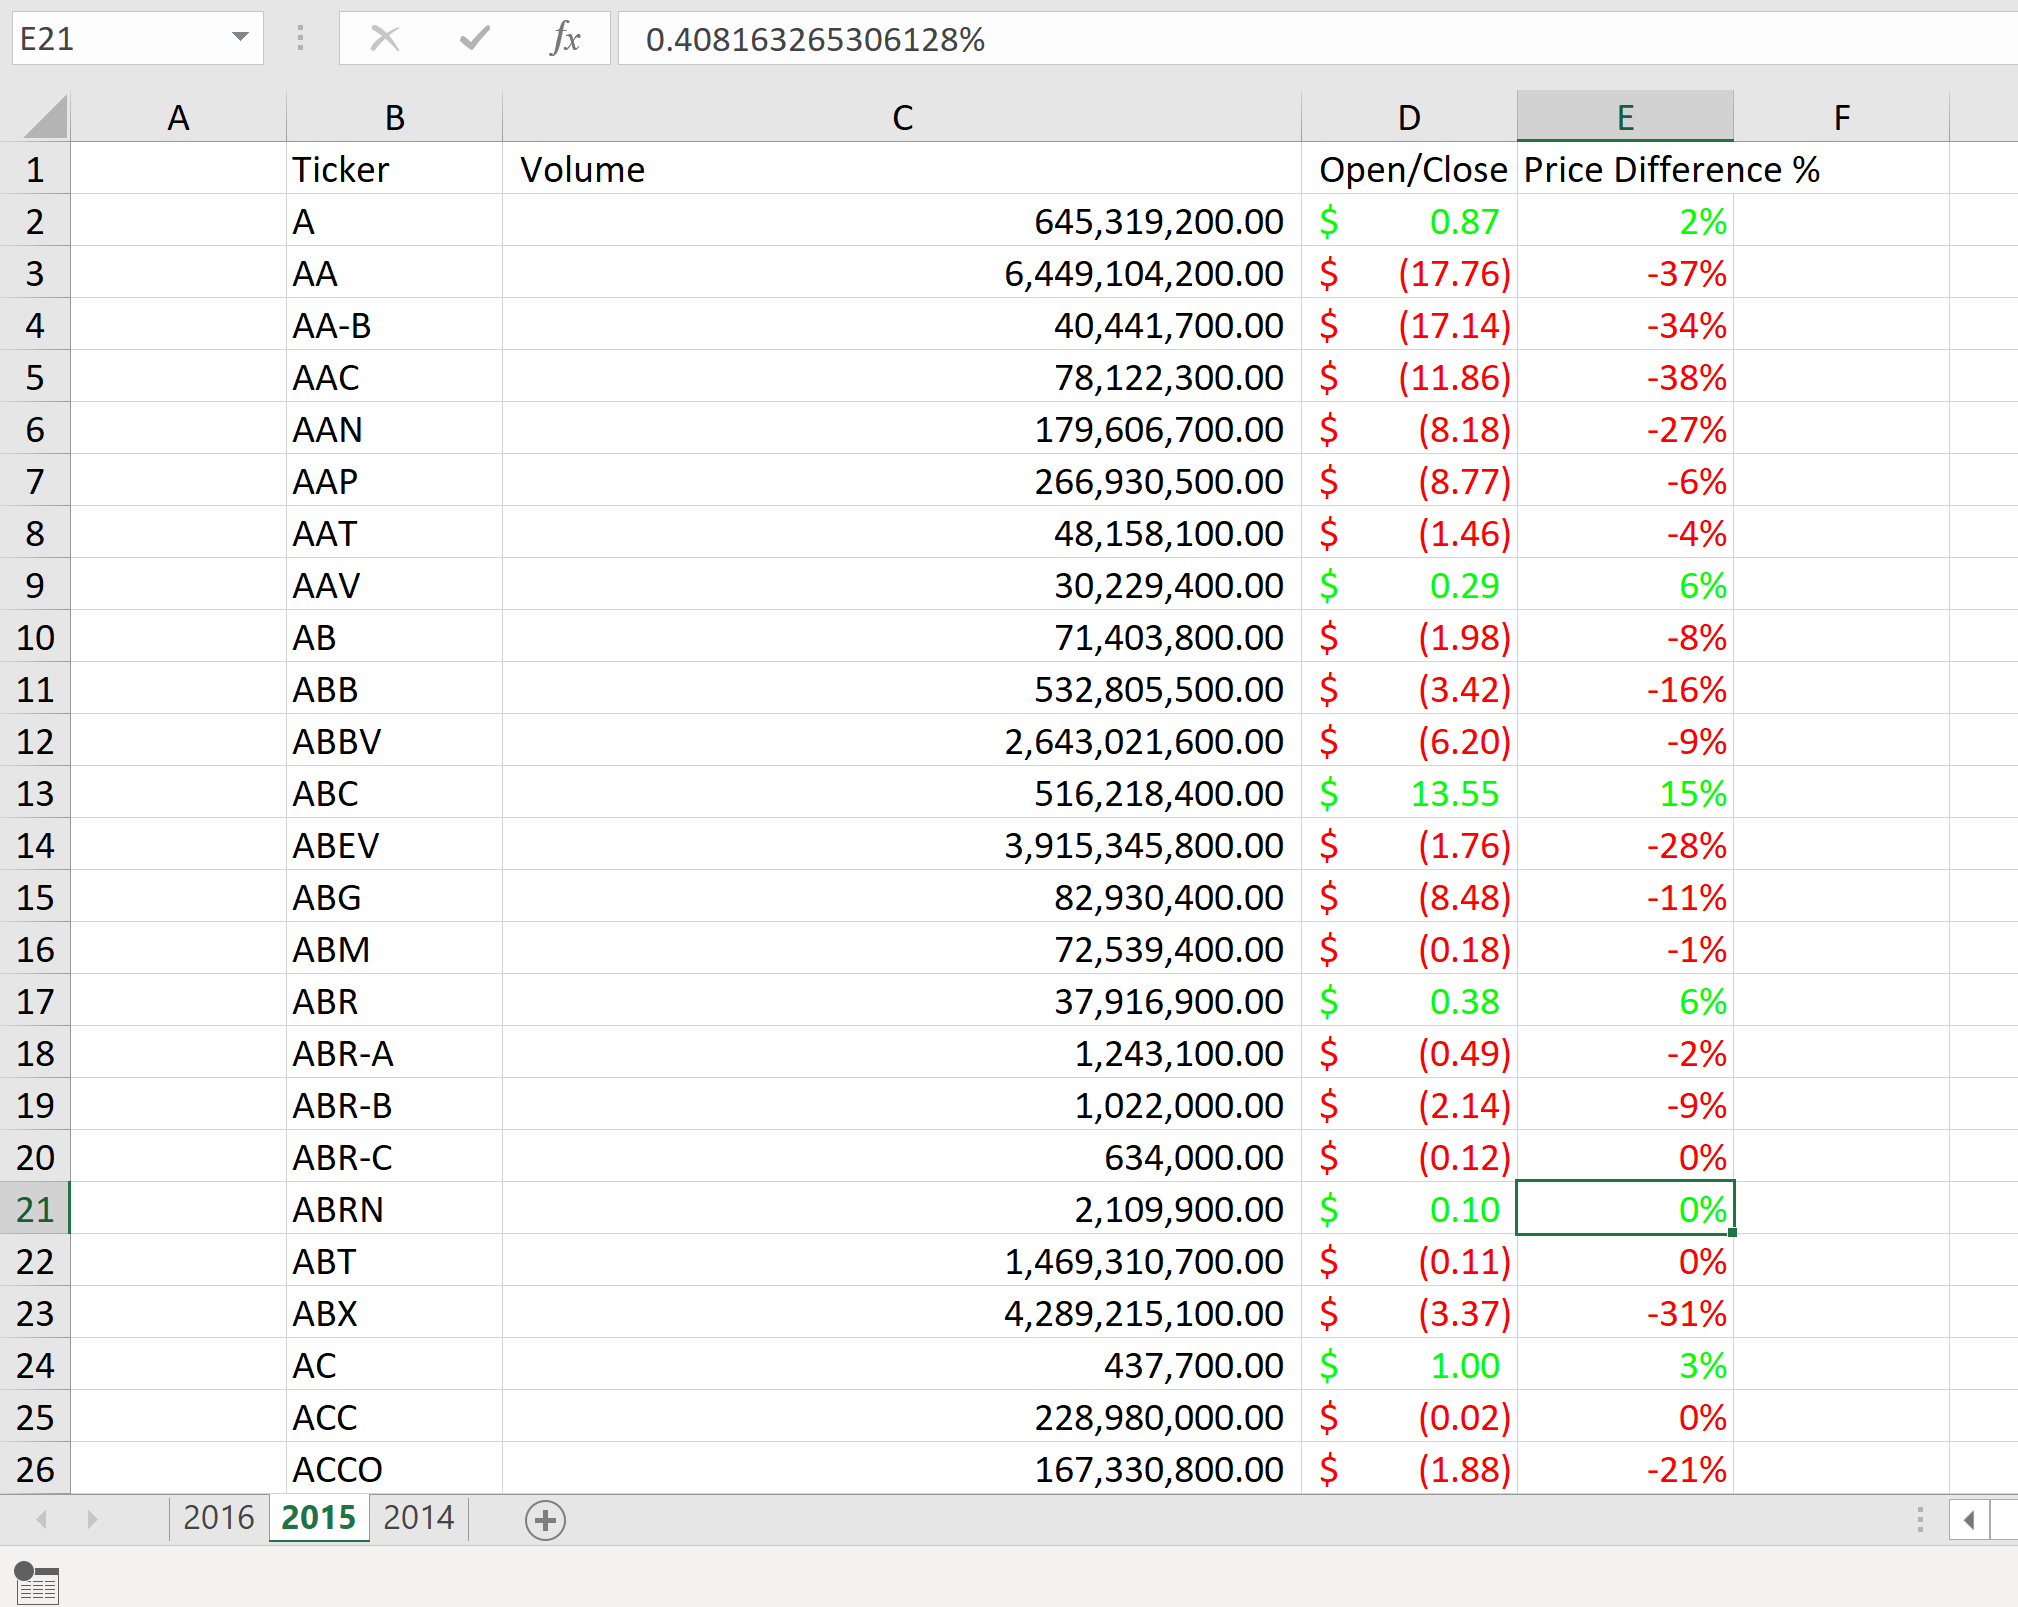 E21 fx 0.408163265306128%
A B C D E F
1 Ticker Volume Open/Close Price Difference %
2 A 645,319,200.00 $ 0.87 2%
3 AA 6,449,104,200.00 $ (17.76) -37%
4 AA-B 40,441,700.00 $ (17.14) -34%
5 AAC 78,122,300.00 $ (11.86) -38%
6 AAN 179,606,700.00 $ (8.18) -27%
7 AAP 266,930,500.00 $ (8.77) -6%
8 AAT 48,158,100.00 $ (1.46) -4%
9 AAV 30,229,400.00 $ 0.29 6%
10 AB 71,403,800.00 $ (1.98) -8%
11 ABB 532,805,500.00 $ (3.42) -16%
12 ABBV 2,643,021,600.00 $ (6.20) -9%
13 ABC 516,218,400.00 $ 13.55 15%
14 ABEV 3,915,345,800.00 $ (1.76) -28%
15 ABG 82,930,400.00 $ (8.48) -11%
16 ABM 72,539,400.00 $ (0.18) -1%
17 ABR 37,916,900.00 $ 0.38 6%
18 ABR-A 1,243,100.00 $ (0.49) -2%
19 ABR-B 1,022,000.00 $ (2.14) -9%
20 ABR-C 634,000.00 $ (0.12) 0%
21 ABRN 2,109,900.00 $ 0.10 0%
22 ABT 1,469,310,700.00 $ (0.11) 0%
23 ABX 4,289,215,100.00 $ (3.37) -31%
24 AC 437,700.00 $ 1.00 3%
25 ACC 228,980,000.00 $ (0.02) 0%
26 ACCO 167,330,800.00 $ (1.88) -21%
2016 2015 2014